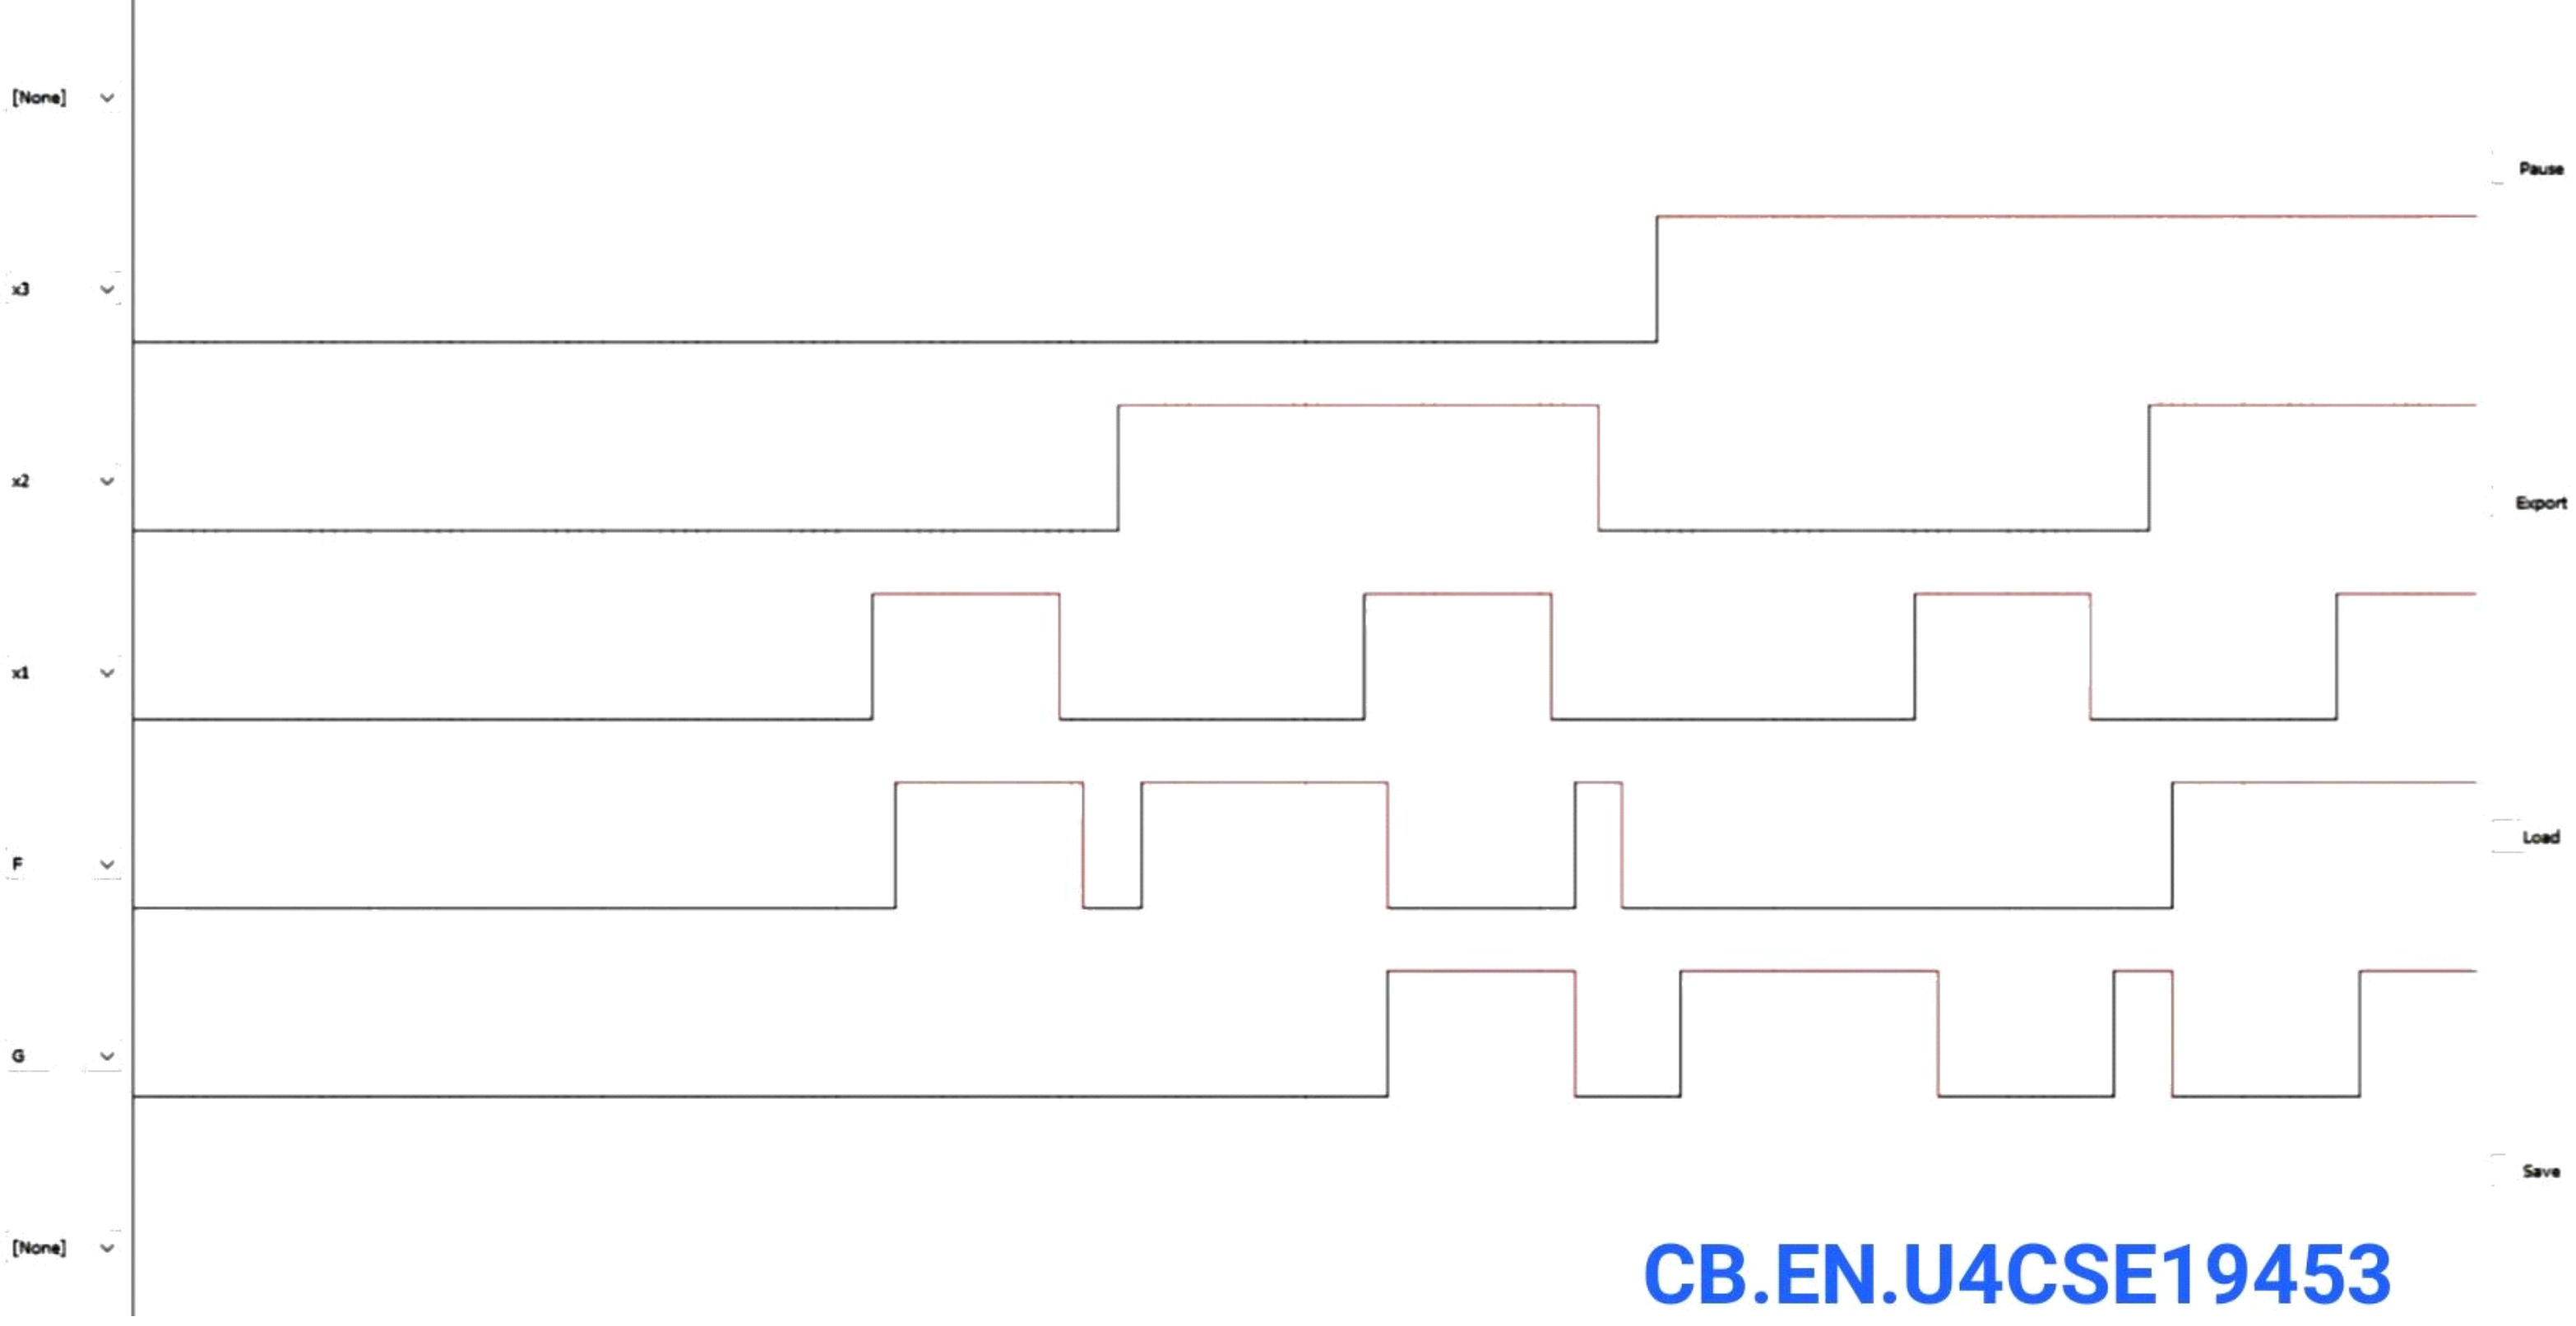 [None]
Pause
x3
x2
Export
x1
Load
F
G
Save
[None]
CB.EN.U4CSE19453